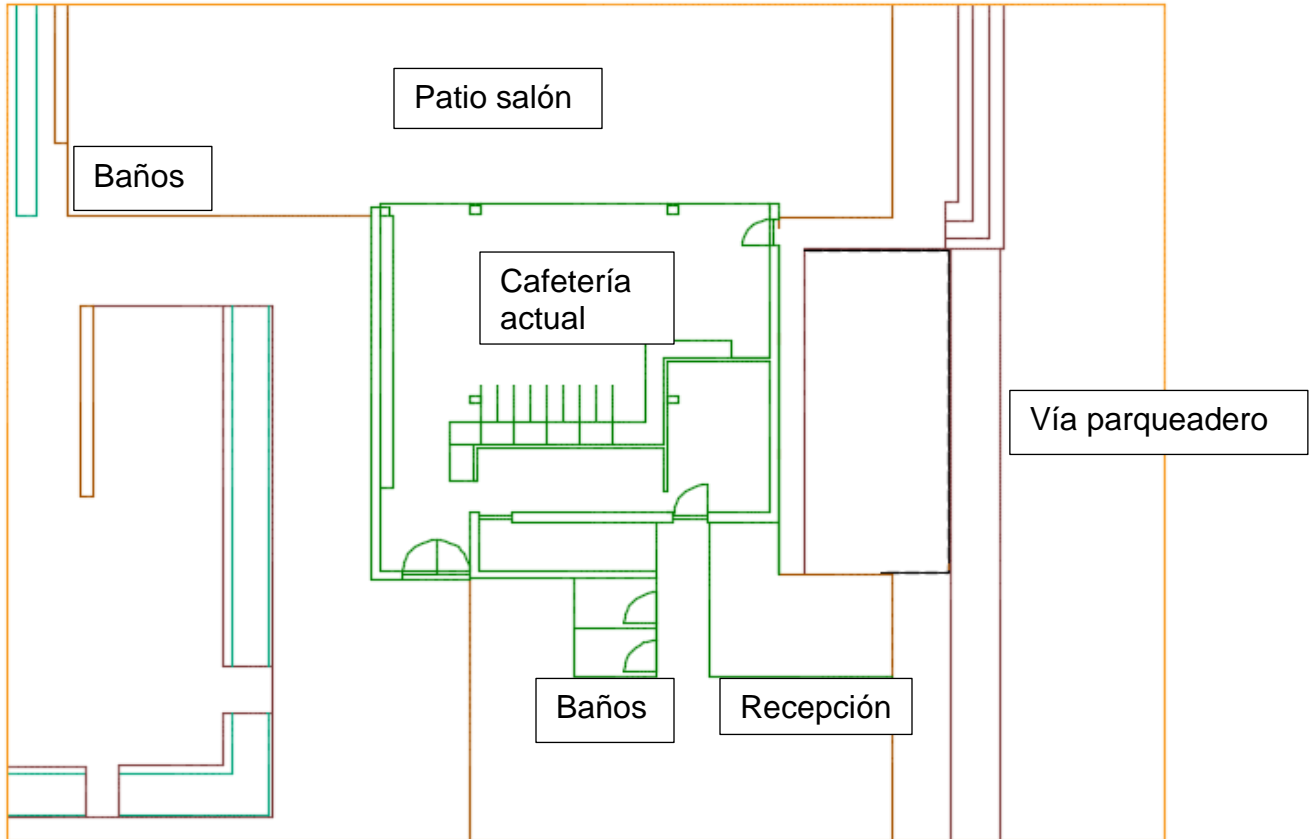 Patio salón
Baños
Cafetería
actual
Vía parqueadero
Baños
Recepción